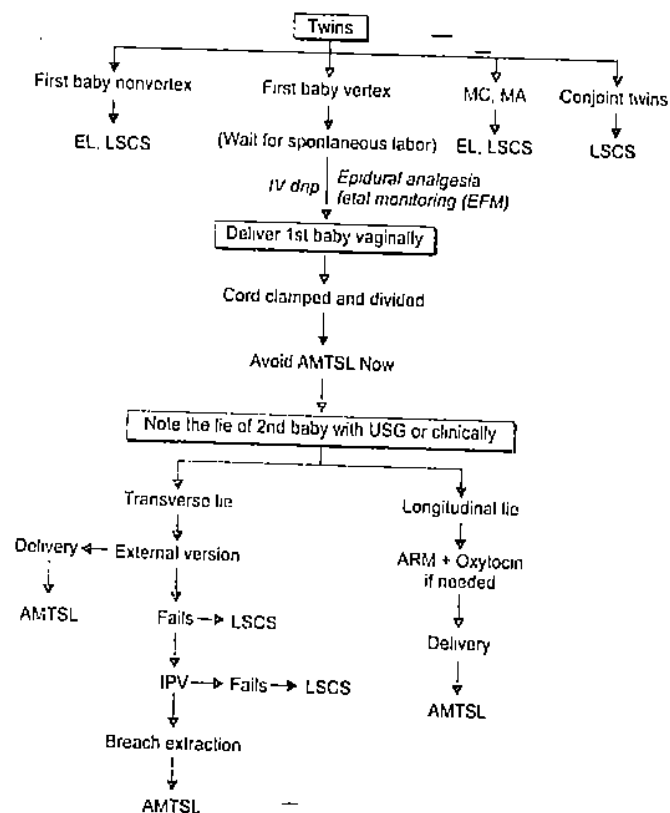 Twins
First baby nonvertex
First baby vertex
MC, MA
Conjoint twins
EL, LSCS
(Wait for spontaneous labor)
EL, LSCS
LSCS
IV drip
Epidural analgesia
fetal monitoring (EFM)
Deliver 1st baby vaginally
Cord clamped and divided
Avoid AMTSL Now
Note the lie of 2nd baby with USG or clinically
Transverse lie
Longitudinal lie
Delivery
External version
ARM + Oxytocin
if needed
AMTSL
Fails
LSCS
Delivery
IPV
Fails
LSCS
AMTSL
Breach extraction
AMTSL